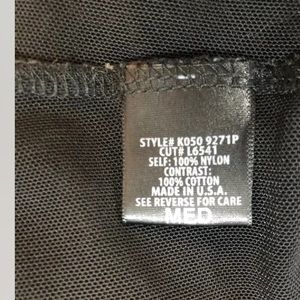 STYLE# K050 9271P
CUT# L6541
SELF: 100% NYLON
CONTRAST:
100% COTTON
MADE IN U.S.A.
SEE REVERSE FOR CARE
MED